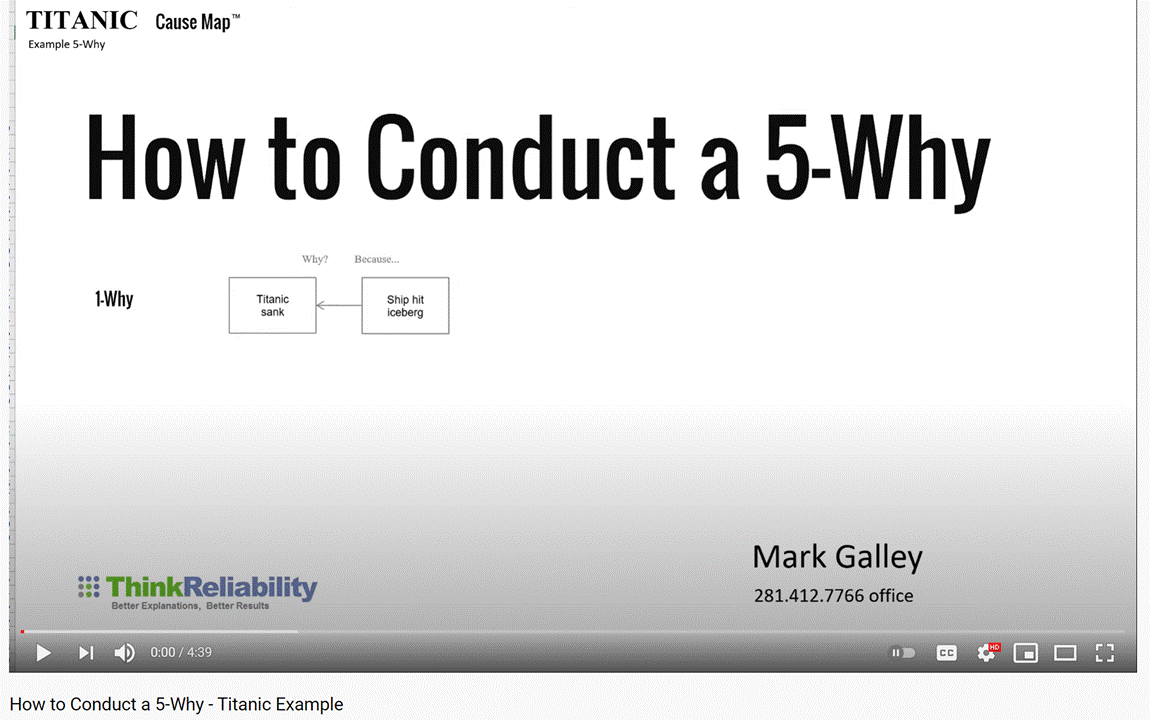 TITANIC Cause Map™
Example 5-Why
How to Conduct a 5-Why
Why? Because...
1-Why
Titanic
sank
Ship hit
iceberg
Mark Galley
281.412.7766 office
ThinkReliability
Better Explanations, Better Results
0:00 / 4:39
CC
HD
How to Conduct a 5-Why - Titanic Example